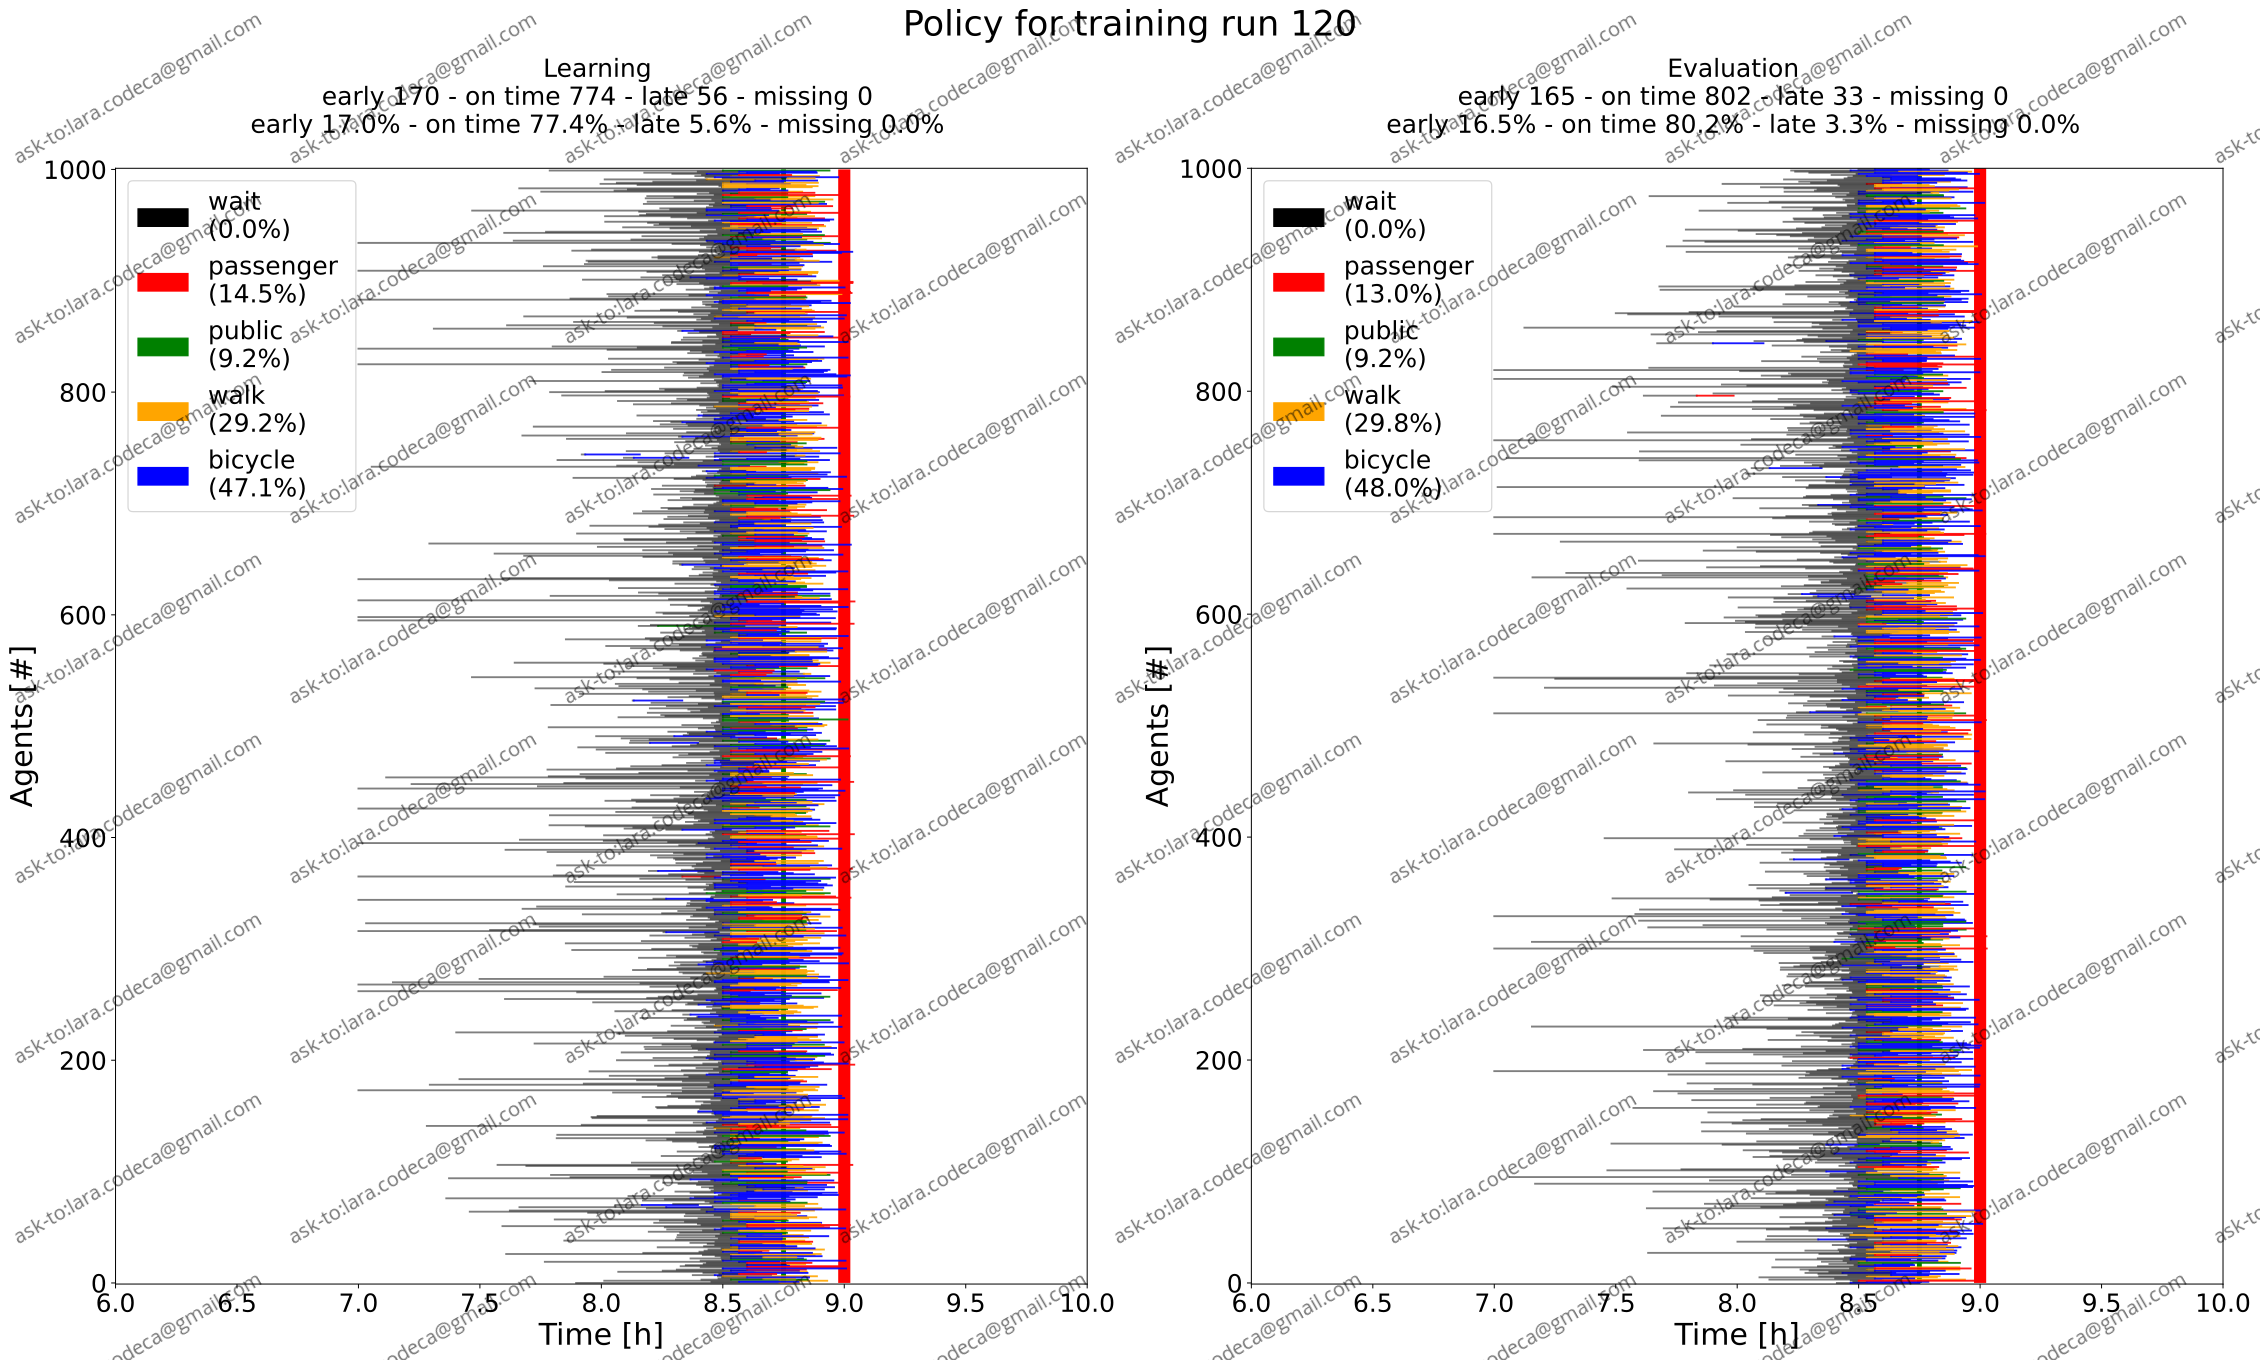 Policy for training run 120
Learning
early 170 - on time 774 - late 56 - missing 0
early 17.0% - on time 77.4% - late 5.6% - missing 0.0%
1000
800
600
400
200
0
Agents [#]
wait
(0.0%)
passenger
(14.5%)
public
(9.2%)
walk
(29.2%)
bicycle
(47.1%)
6.0 6.5 7.0 7.5 8.0 8.5 9.0 9.5 10.0
Time [h]
Evaluation
early 165 - on time 802 - late 33 - missing 0
early 16.5% - on time 80.2% - late 3.3% - missing 0.0%
1000
800
600
400
200
0
Agents [#]
wait
(0.0%)
passenger
(13.0%)
public
(9.2%)
walk
(29.8%)
bicycle
(48.0%)
6.0 6.5 7.0 7.5 8.0 8.5 9.0 9.5 10.0
Time [h]
ask-to:lara.codeca@gmail.com